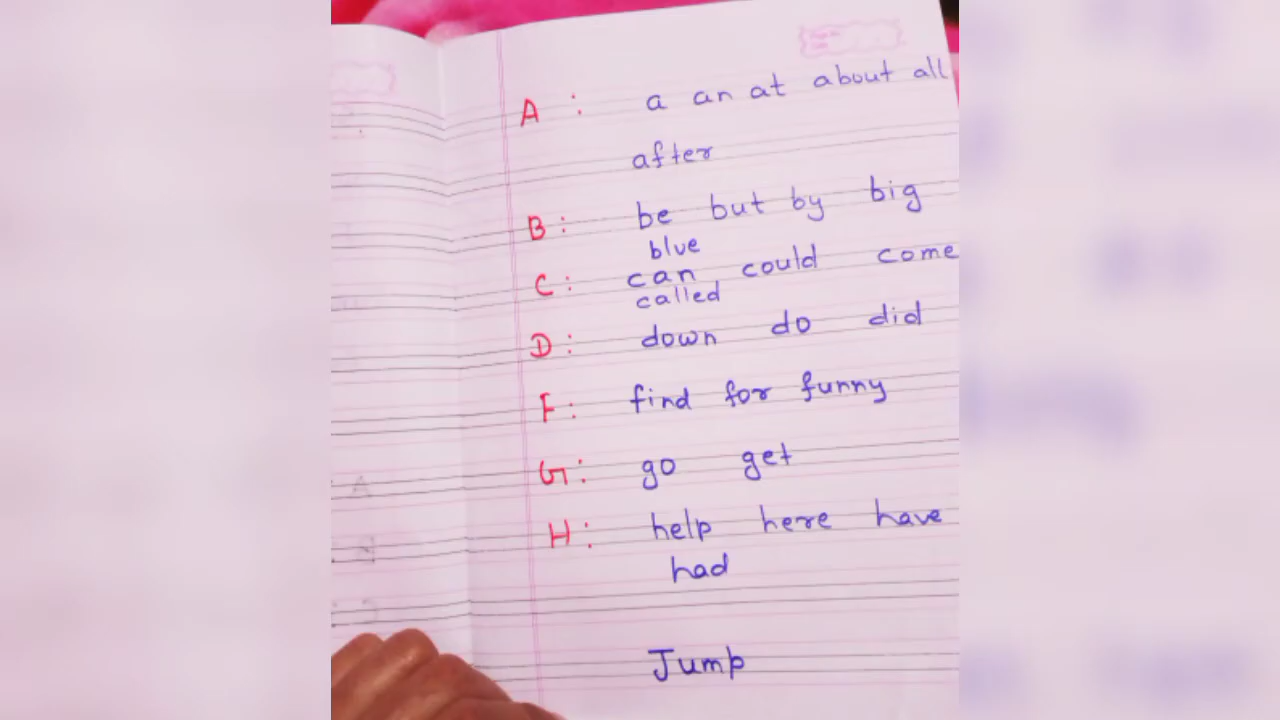 A : a an at about all
after
B : be but by big
blue
C : can could come
called
D : down do did
F : find for funny
G : go get
H : help here have
had
Jump